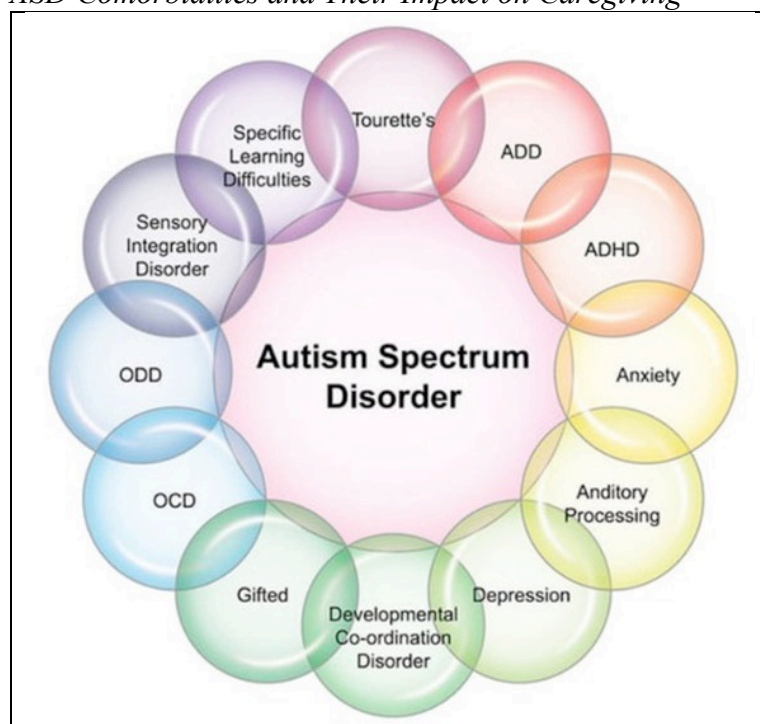 ASD Comorbidities and Their Impact on Caregiving
Tourette's
ADD
ADHD
Anxiety
Anditory
Processing
Depression
Developmental
Co-ordination
Disorder
Gifted
OCD
ODD
Sensory
Integration
Disorder
Specific
Learning
Difficulties
Autism Spectrum
Disorder